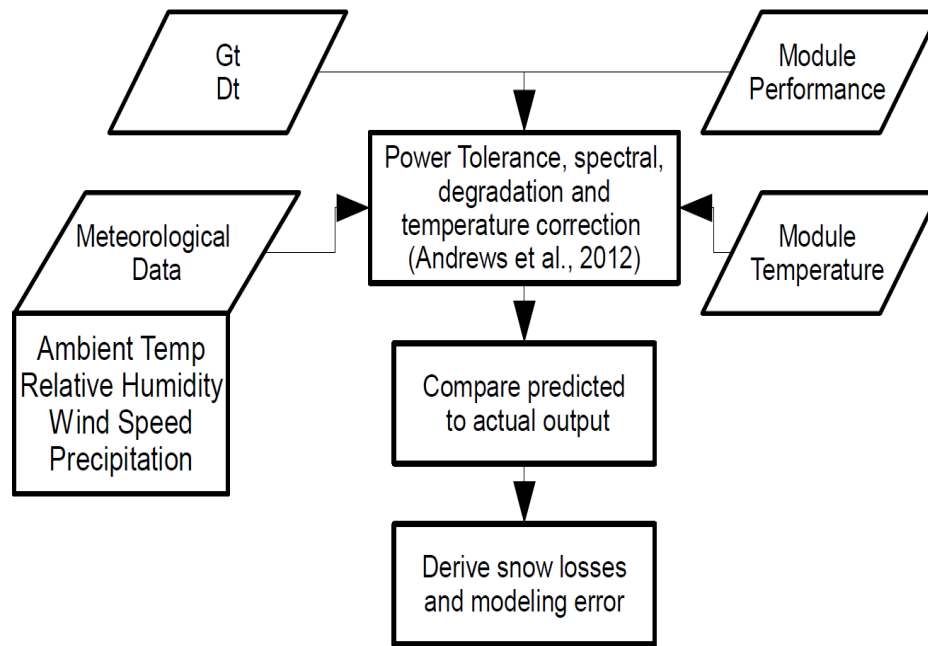 Gt
Dt
Module
Performance
Power Tolerance, spectral,
degradation and
temperature correction
(Andrews et al., 2012)
Meteorological
Data
Module
Temperature
Ambient Temp
Relative Humidity
Wind Speed
Precipitation
Compare predicted
to actual output
Derive snow losses
and modeling error